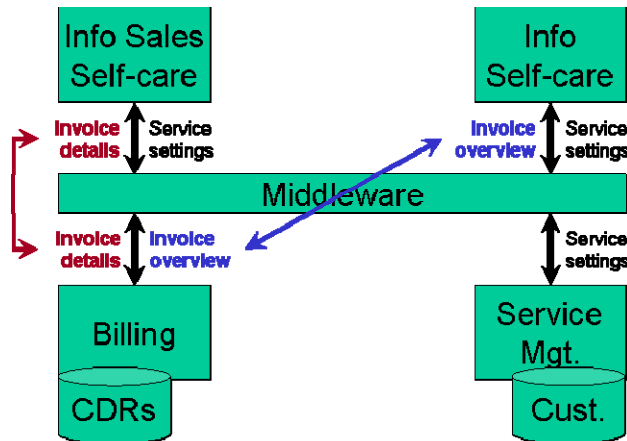 Info Sales
Self-care
Info
Self-care
Invoice
details
Service
settings
Invoice
overview
Service
settings
Middleware
Invoice
details
Invoice
overview
Service
settings
Billing
Service
Mgt.
CDRs
Cust.